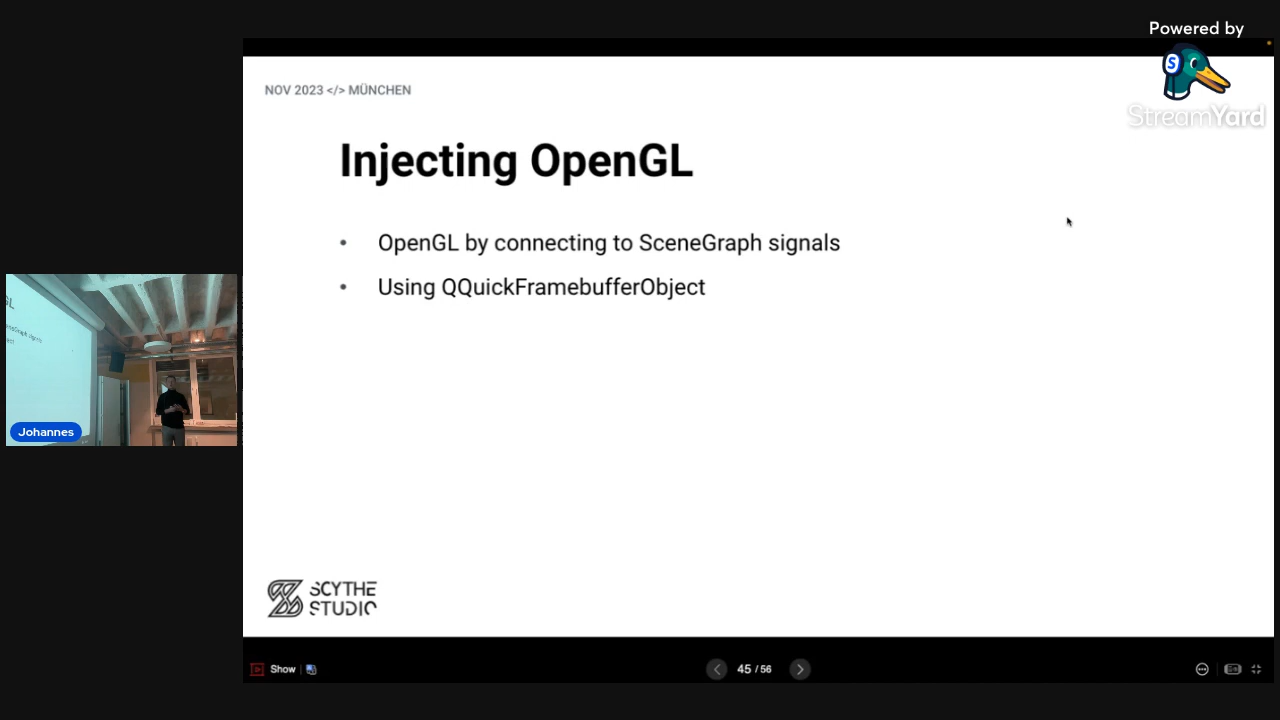 Powered by
StreamYard
NOV 2023 </> MÜNCHEN
Injecting OpenGL
• OpenGL by connecting to SceneGraph signals
• Using QQuickFramebufferObject
Johannes
SCYTHE
STUDIO
Show
45 / 56